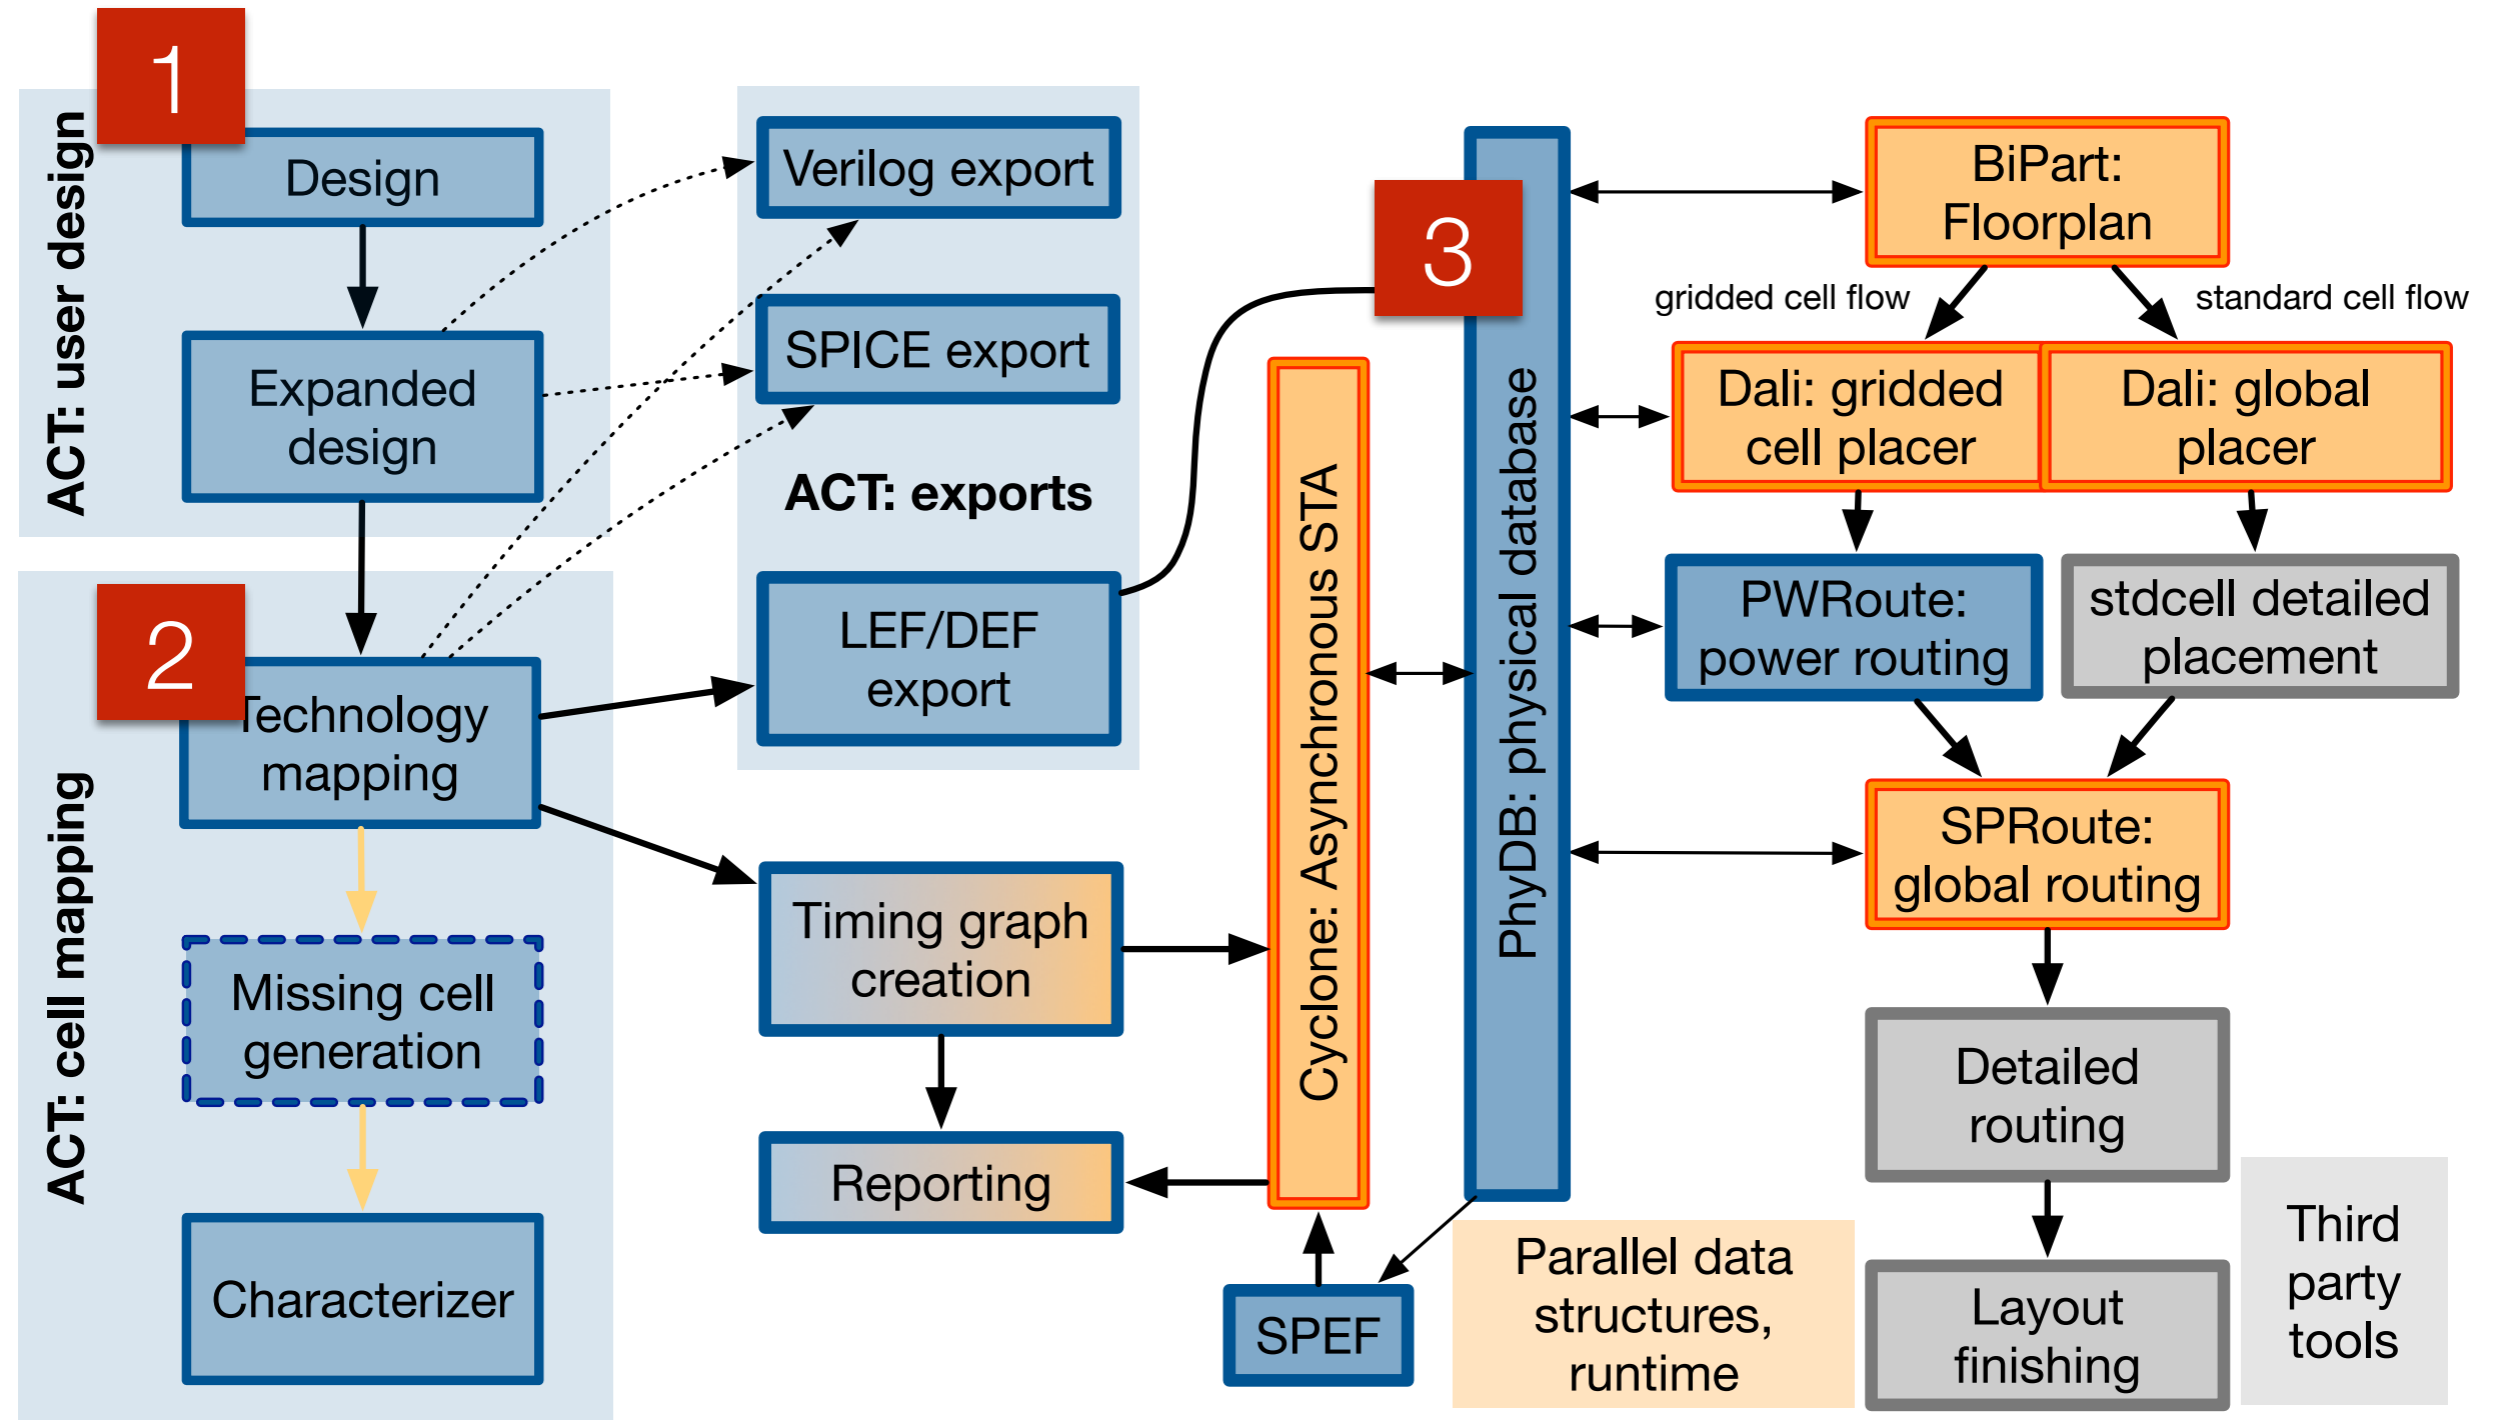 1
ACT: user design
Design
Expanded
design
2
ACT: cell mapping
Technology
mapping
Missing cell
generation
Characterizer
Verilog export
SPICE export
ACT: exports
LEF/DEF
export
Timing graph
creation
Reporting
Cyclone: Asynchronous STA
SPEF
3
PhyDB: physical database
BiPart:
Floorplan
gridded cell flow
standard cell flow
Dali: gridded
cell placer
Dali: global
placer
PWRoute:
power routing
stdcell detailed
placement
SPRoute:
global routing
Detailed
routing
Layout
finishing
Parallel data
structures,
runtime
Third
party
tools